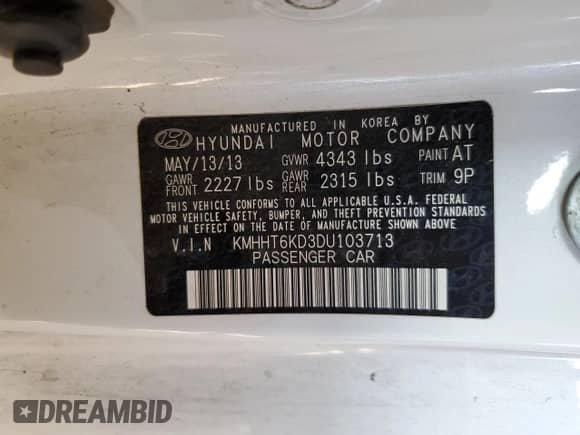 MANUFACTURED IN KOREA BY
HYUNDAI MOTOR COMPANY
MAY/13/13 GVWR 4343 lbs PAINT AT
GAWR FRONT 2227 lbs GAWR REAR 2315 lbs TRIM 9P
THIS VEHICLE CONFORMS TO ALL APPLICABLE U.S.A. FEDERAL
MOTOR VEHICLE SAFETY, BUMPER, AND THEFT PREVENTION
STANDARDS IN EFFECT ON THE DATE OF MANUFACTURE SHOWN ABOVE
V.I.N KMHHT6KD3DU103713
PASSENGER CAR
DREAMBID